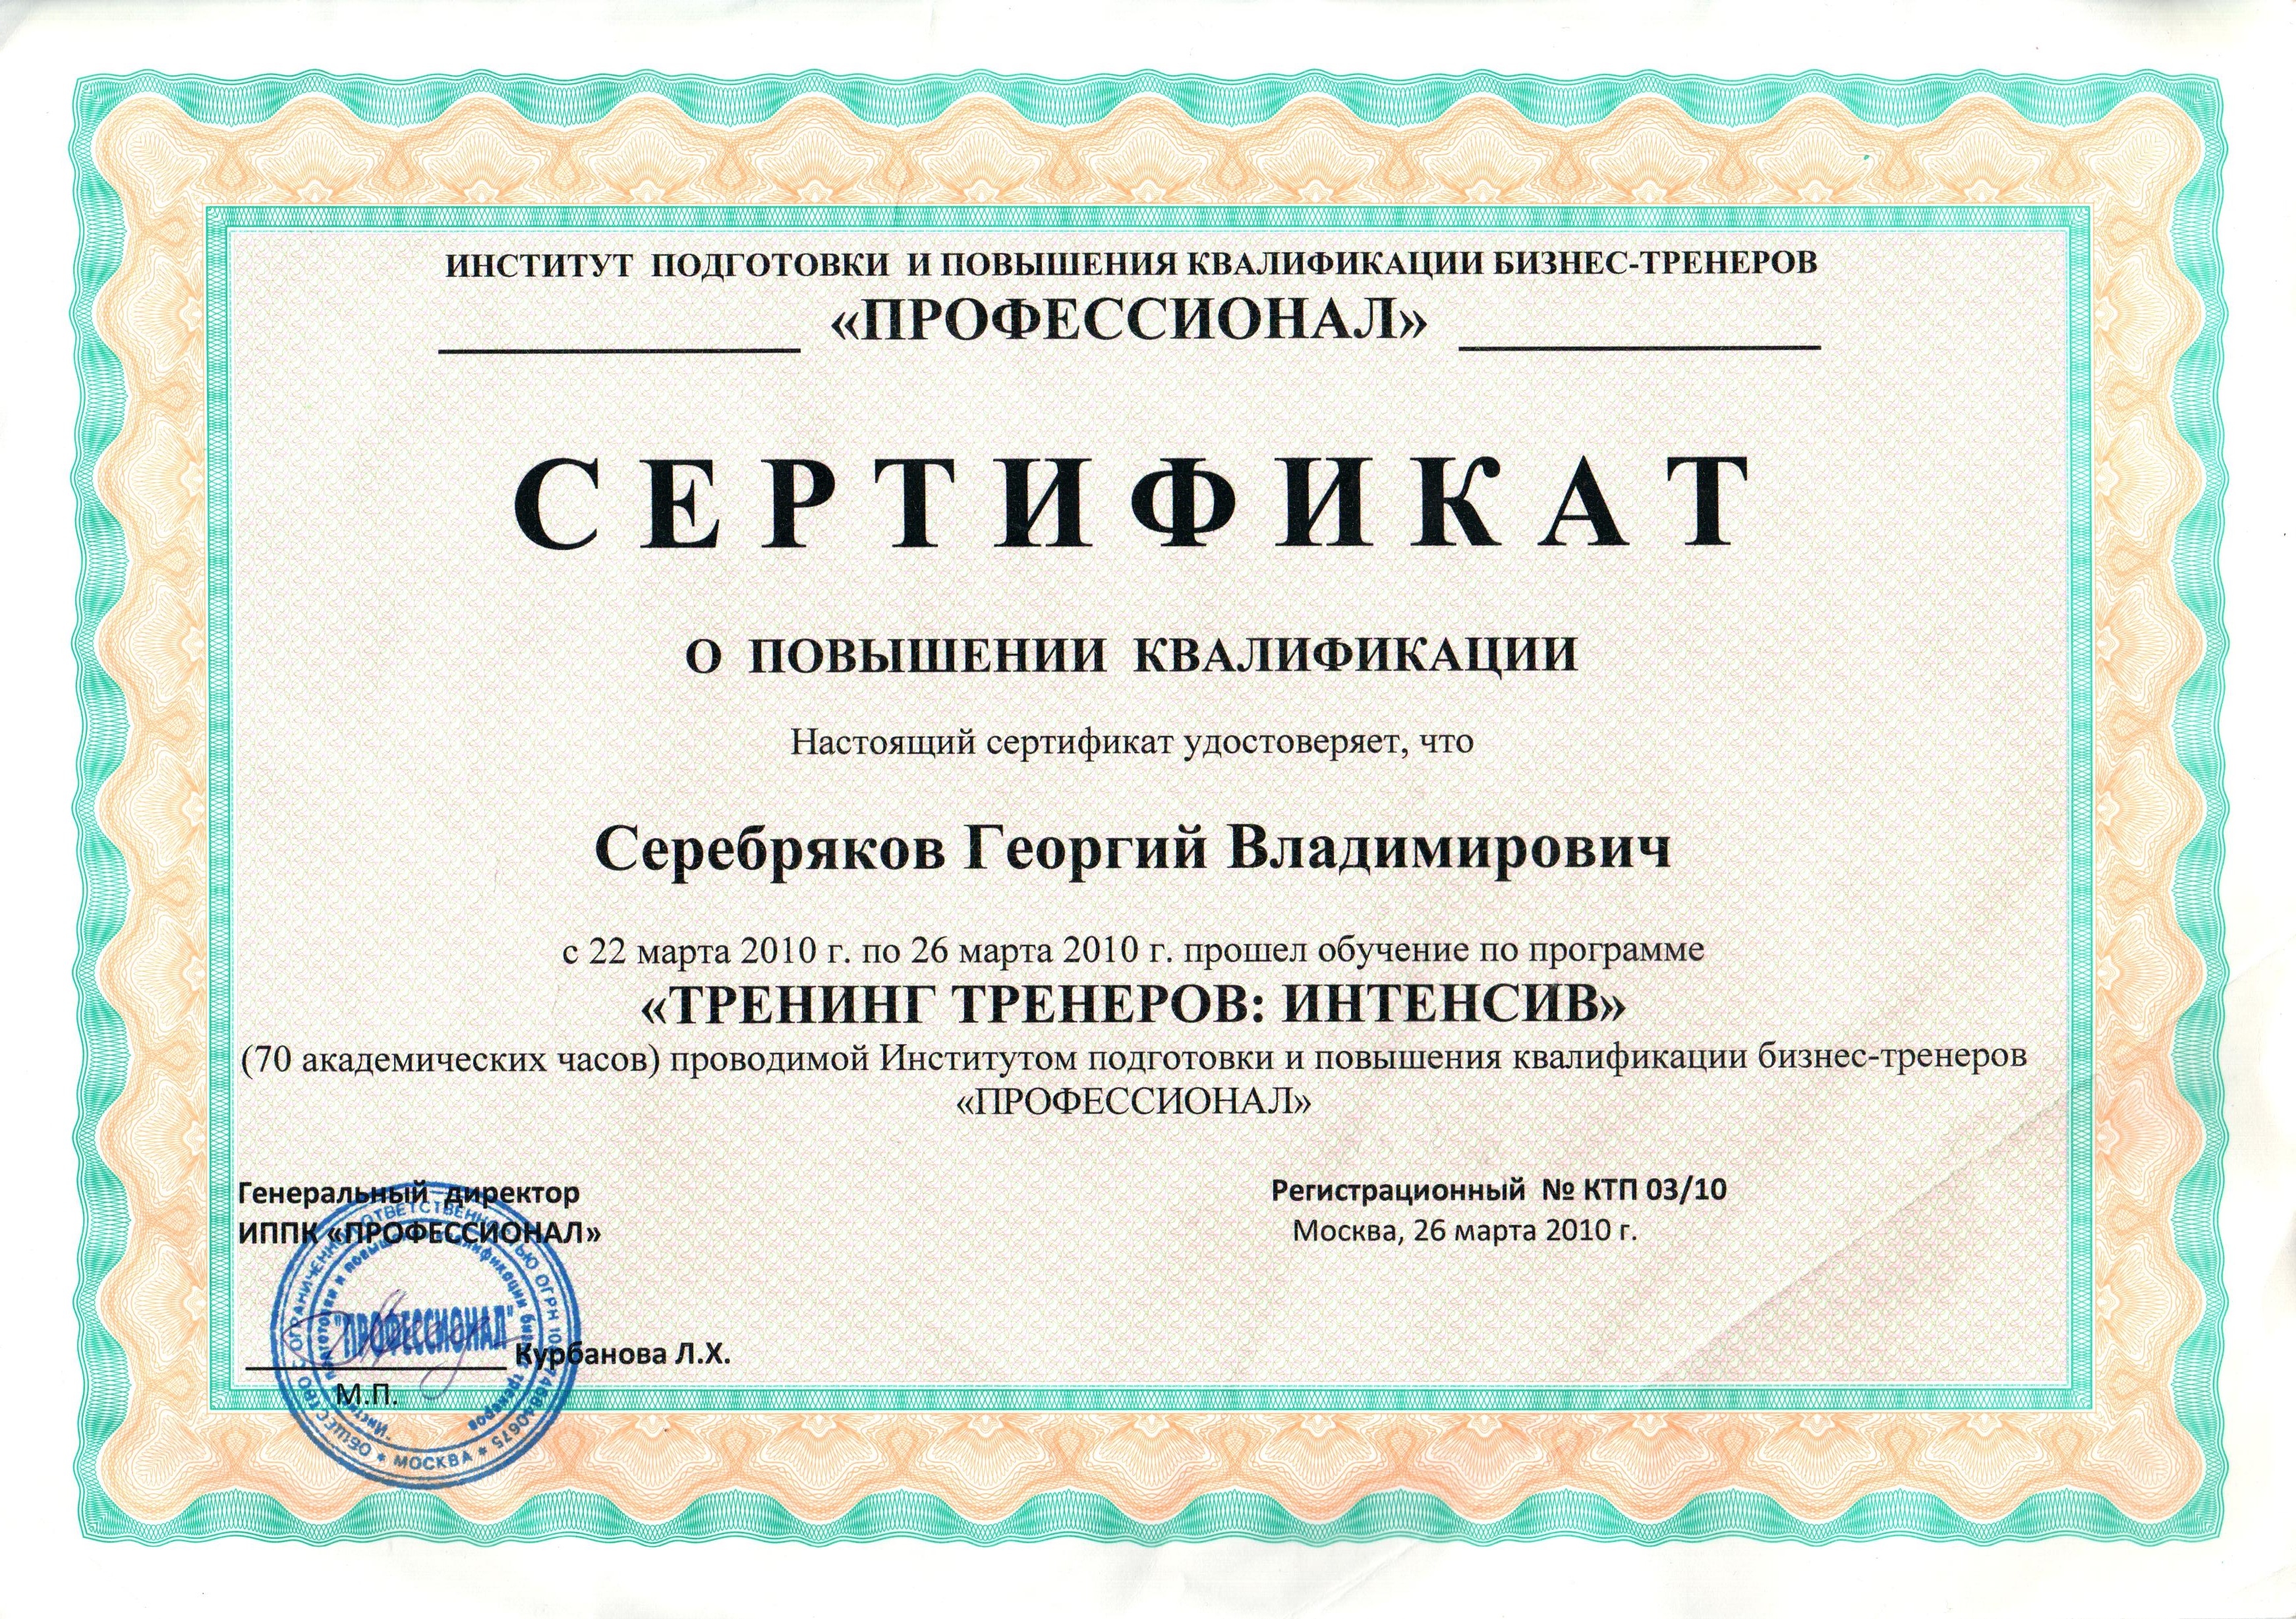 ИНСТИТУТ ПОДГОТОВКИ И ПОВЫШЕНИЯ КВАЛИФИКАЦИИ БИЗНЕС-ТРЕНЕРОВ
«ПРОФЕССИОНАЛ»
СЕРТИФИКАТ
О ПОВЫШЕНИИ КВАЛИФИКАЦИИ
Настоящий сертификат удостоверяет, что
Серебряков Георгий Владимирович
с 22 марта 2010 г. по 26 марта 2010 г. прошел обучение по программе
«ТРЕНИНГ ТРЕНЕРОВ: ИНТЕНСИВ»
(70 академических часов) проводимой Институтом подготовки и повышения квалификации бизнес-тренеров
«ПРОФЕССИОНАЛ»
Генеральный директор
ИППК «ПРОФЕССИОНАЛ»
Регистрационный № КТП 03/10
Москва, 26 марта 2010 г.
"ПРОФЕССИОНАЛ"
Курбанова Л.Х.
М.П.
ОБЩЕСТВО С ОГРАНИЧЕННОЙ ОТВЕТСТВЕННОСТЬЮ ОГРН
* МОСКВА *